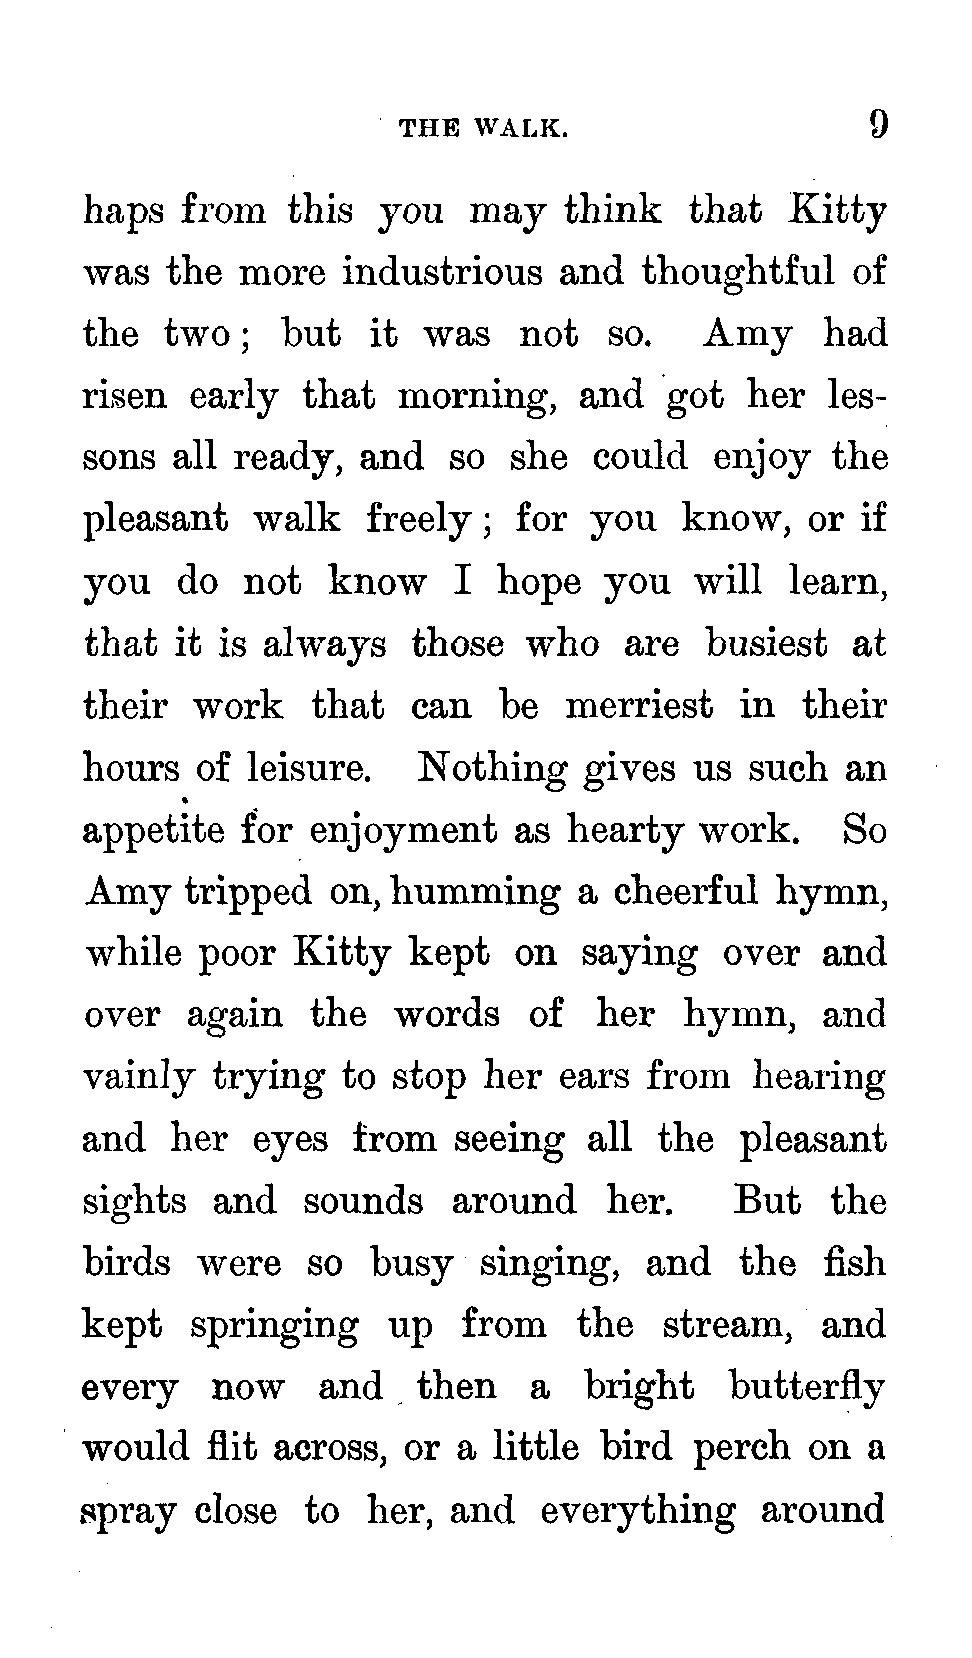 THE WALK. 9
haps from this you may think that Kitty
was the more industrious and thoughtful of
the two; but it was not so. Amy had
risen early that morning, and got her les-
sons all ready, and so she could enjoy the
pleasant walk freely; for you know, or if
you do not know I hope you will learn,
that it is always those who are busiest at
their work that can be merriest in their
hours of leisure. Nothing gives us such an
appetite for enjoyment as hearty work. So
Amy tripped on, humming a cheerful hymn,
while poor Kitty kept on saying over and
over again the words of her hymn, and
vainly trying to stop her ears from hearing
and her eyes from seeing all the pleasant
sights and sounds around her. But the
birds were so busy singing, and the fish
kept springing up from the stream, and
every now and then a bright butterfly
would flit across, or a little bird perch on a
spray close to her, and everything around